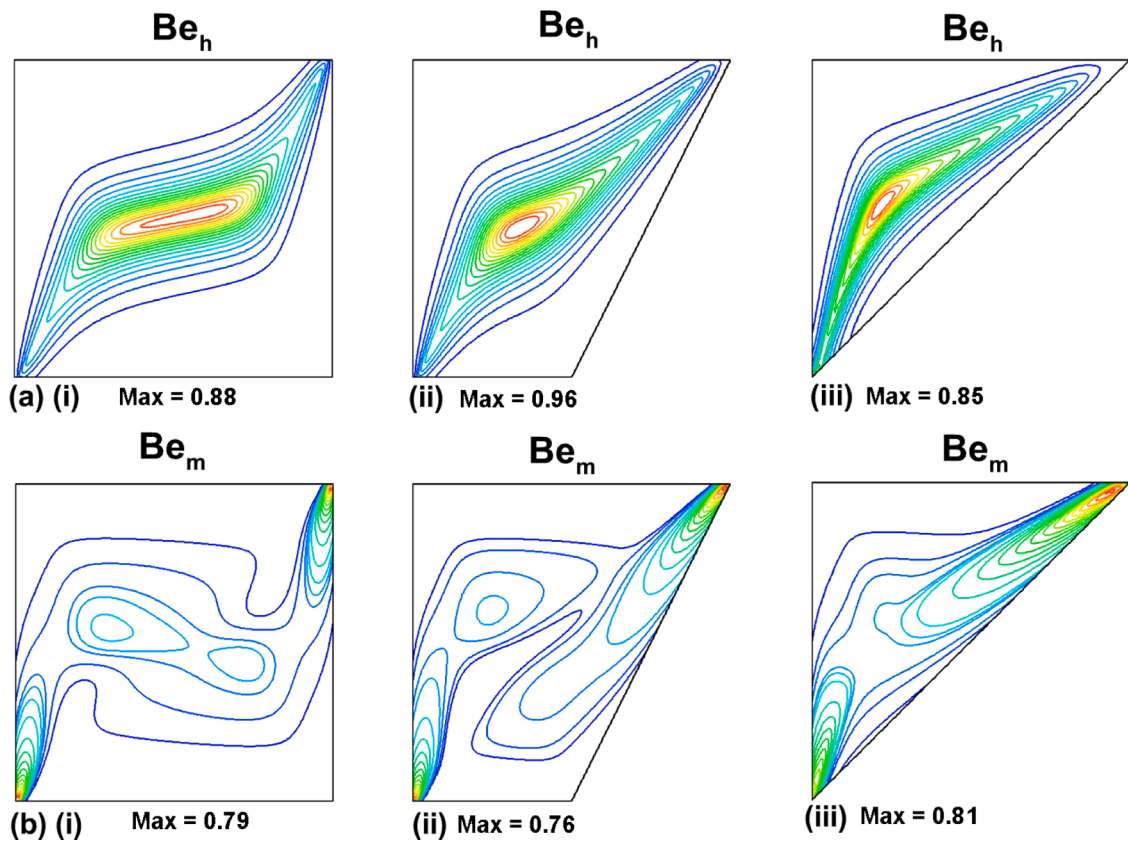 Be_h Be_h Be_h
(a) (i) Max = 0.88 (ii) Max = 0.96 (iii) Max = 0.85
Be_m Be_m Be_m
(b) (i) Max = 0.79 (ii) Max = 0.76 (iii) Max = 0.81